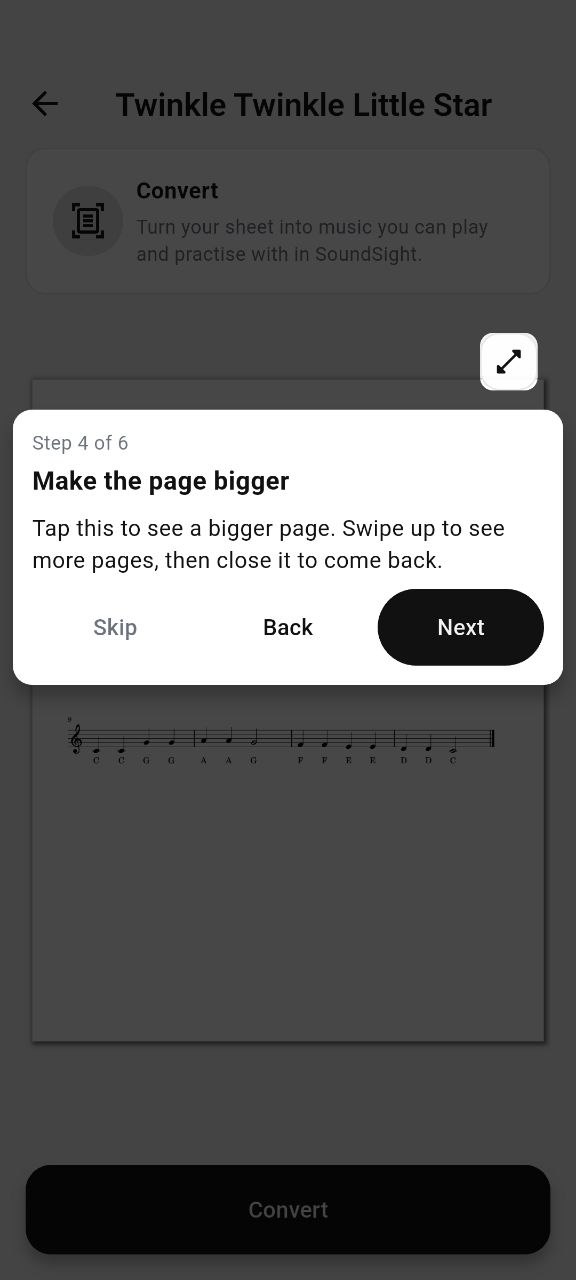 Twinkle Twinkle Little Star
Convert
Turn your sheet into music you can play
and practise with in SoundSight.
Step 4 of 6
Make the page bigger
Tap this to see a bigger page. Swipe up to see
more pages, then close it to come back.
Skip Back Next
9
C C G G A A G F F E E D D C
Convert